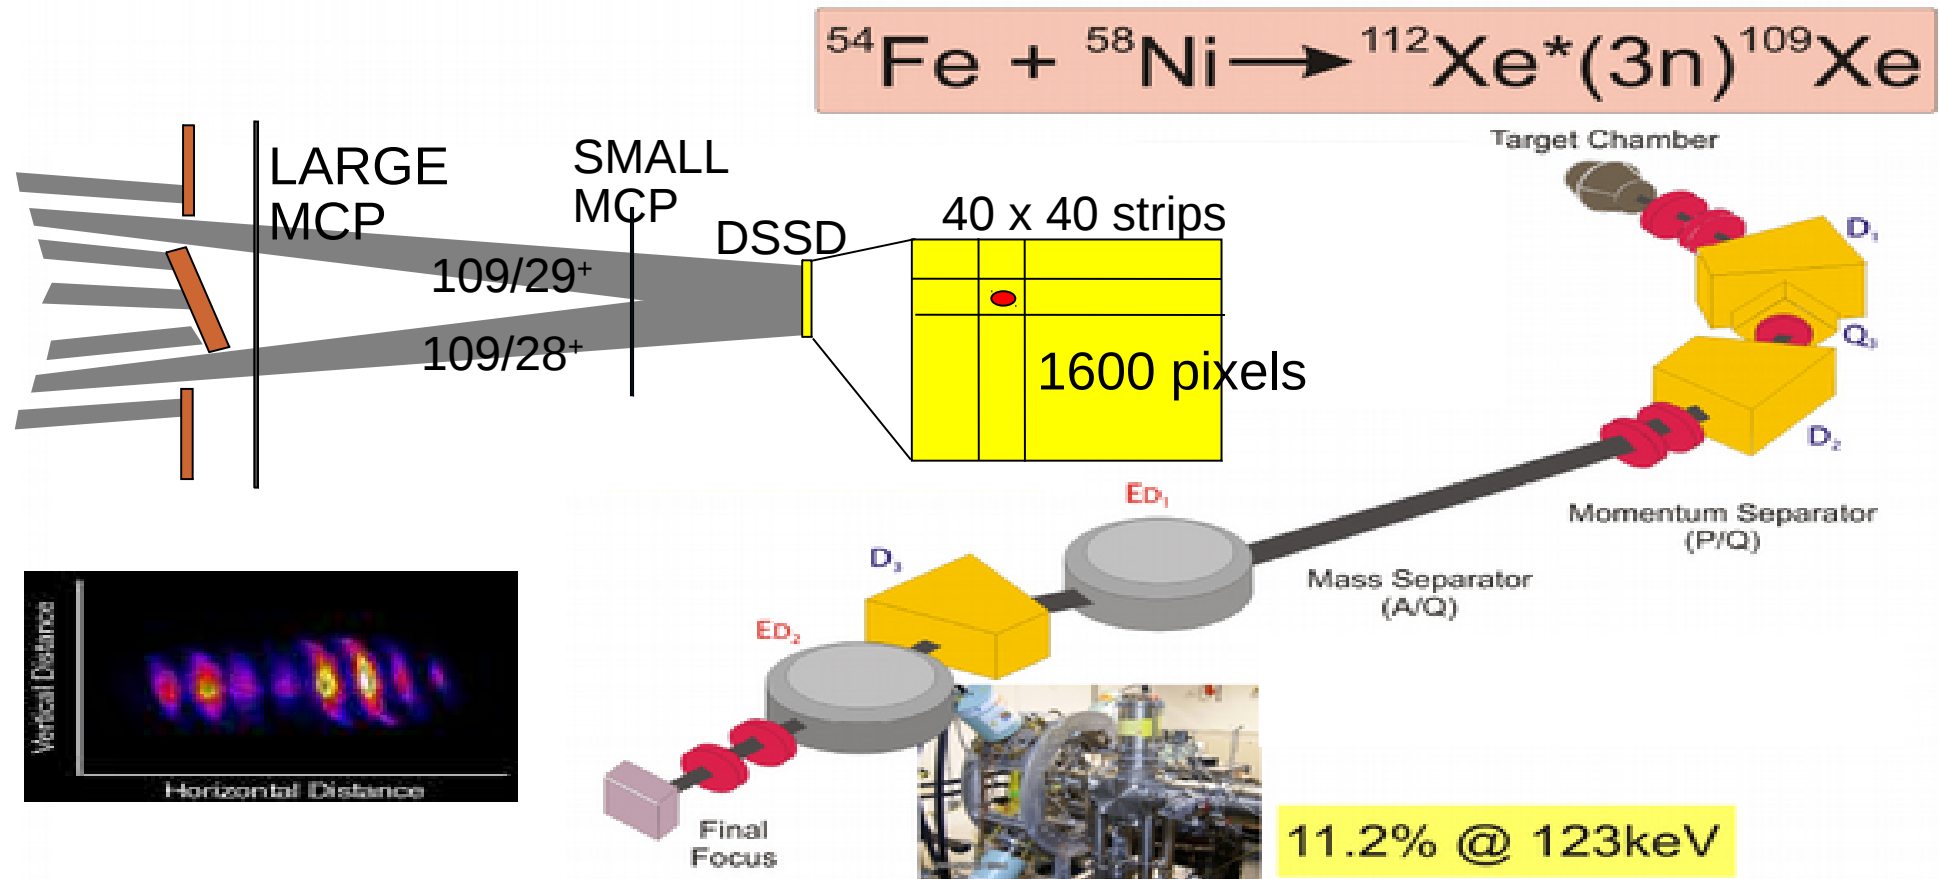 ⁵⁴Fe + ⁵⁸Ni→¹¹²Xe*(3n)¹⁰⁹Xe
LARGE
MCP
SMALL
MCP
DSSD
40 x 40 strips
109/29⁺
109/28⁺
1600 pixels
Target Chamber
D₁
Q₃
D₂
Momentum Separator
(P/Q)
ED₁
Mass Separator
(A/Q)
D₃
ED₂
Final
Focus
Vertical Distance
Horizontal Distance
11.2% @ 123keV